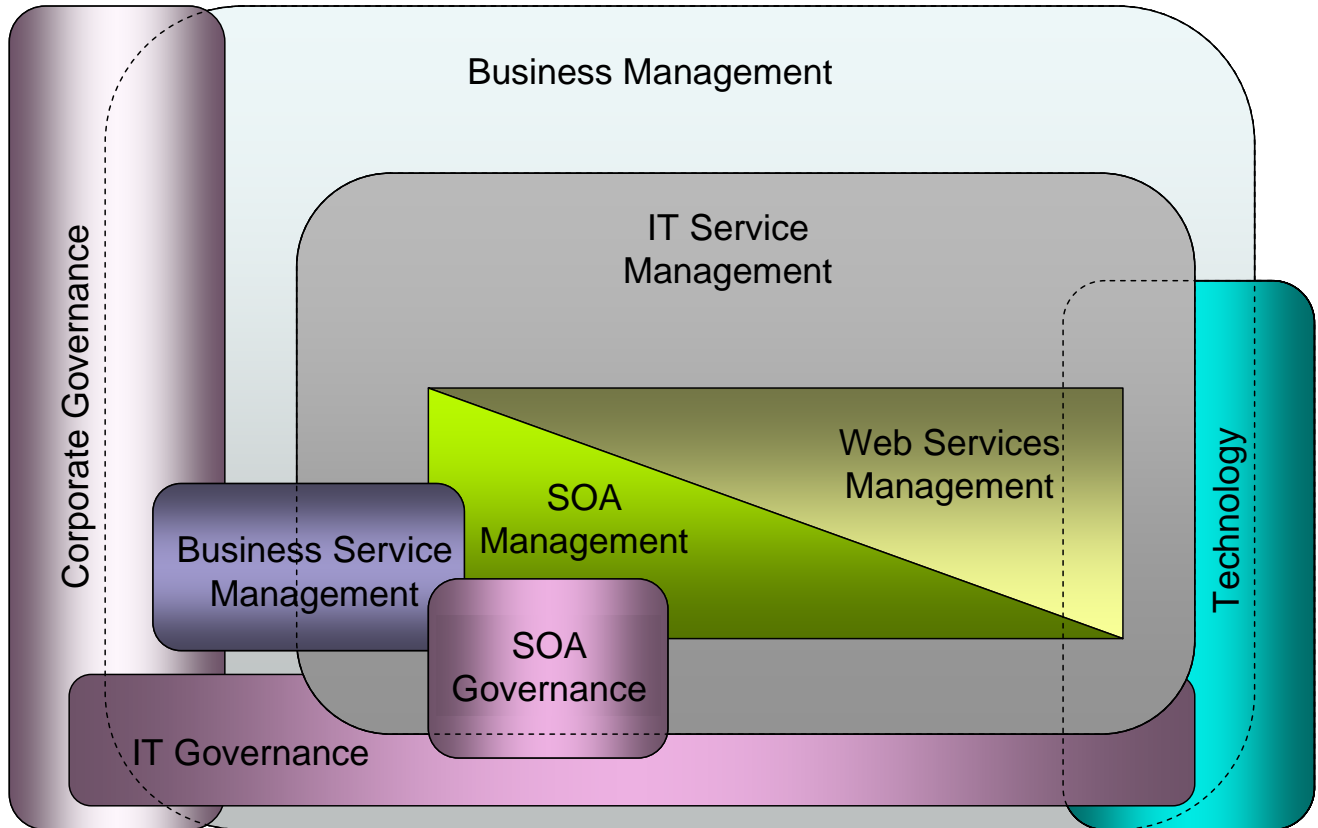 Business Management
IT Service
Management
Corporate Governance
Web Services
Management
SOA
Management
Technology
Business Service
Management
SOA
Governance
IT Governance